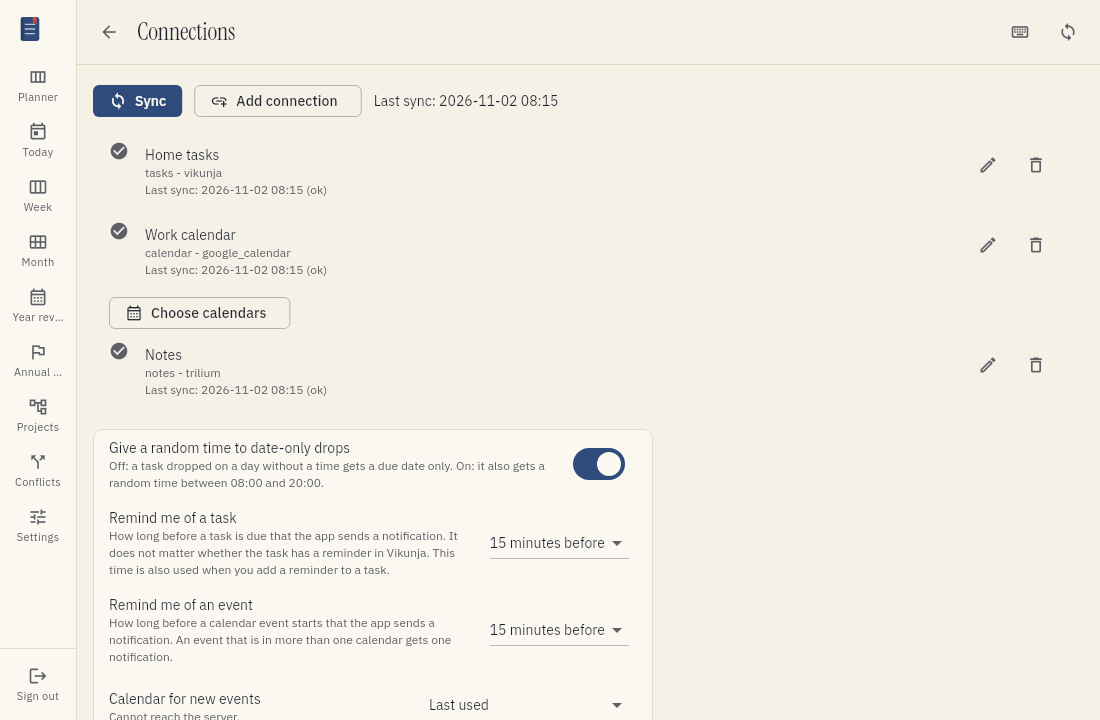 Connections
Planner
Today
Week
Month
Year rev...
Annual ...
Projects
Conflicts
Settings
Sign out
Sync
Add connection
Last sync: 2026-11-02 08:15
Home tasks
tasks - vikunja
Last sync: 2026-11-02 08:15 (ok)
Work calendar
calendar - google_calendar
Last sync: 2026-11-02 08:15 (ok)
Choose calendars
Notes
notes - trilium
Last sync: 2026-11-02 08:15 (ok)
Give a random time to date-only drops
Off: a task dropped on a day without a time gets a due date only. On: it also gets a
random time between 08:00 and 20:00.
Remind me of a task
How long before a task is due that the app sends a notification. It
does not matter whether the task has a reminder in Vikunja. This
time is also used when you add a reminder to a task.
15 minutes before
Remind me of an event
How long before a calendar event starts that the app sends a
notification. An event that is in more than one calendar gets one
notification.
15 minutes before
Calendar for new events
Cannot reach the server.
Last used